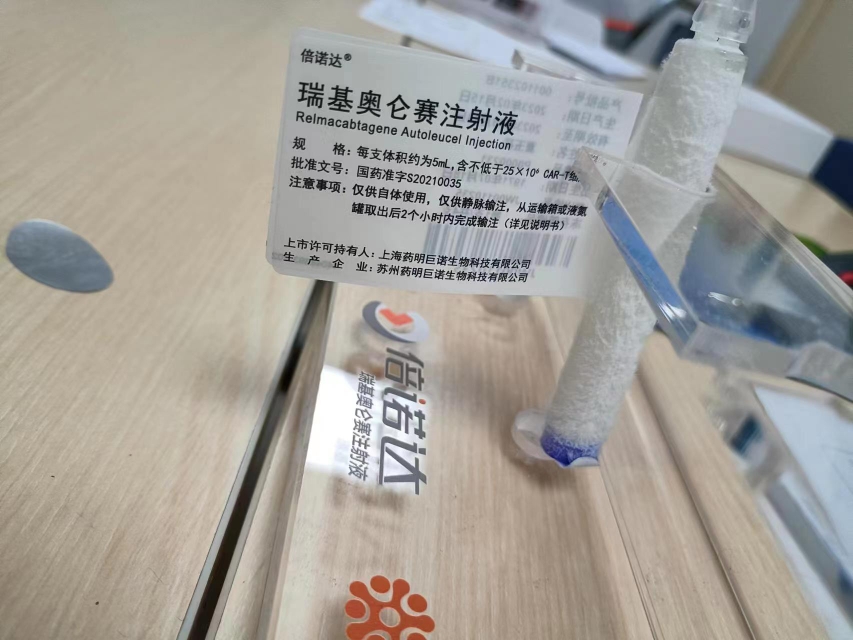 倍诺达®
瑞基奥仑赛注射液
Relmacabtagene Autoleucel Injection
规 格：每支体积约为5mL,含不低于25×10⁶ CAR-T
批准文号：国药准字S20210035
注意事项：仅供自体使用，仅供静脉输注，从运输箱或液氮
罐取出后2个小时内完成输注（详见说明书）
上市许可持有人：上海药明巨诺生物科技有限公司
生 产 企 业：苏州药明巨诺生物科技有限公司
倍诺达
瑞基奥仑赛注射液